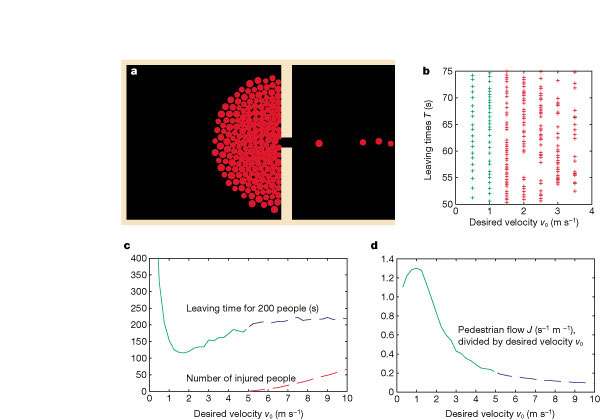 a
b
75
70
65
60
55
50
Leaving times T (s)
0
1
2
3
4
Desired velocity v₀ (m s⁻¹)
c
400
350
300
250
200
150
100
50
0
Leaving time for 200 people (s)
Number of injured people
0 1 2 3 4 5 6 7 8 9 10
Desired velocity v₀ (m s⁻¹)
d
1.4
1.2
1.0
0.8
0.6
0.4
0.2
0
Pedestrian flow J (s⁻¹ m⁻¹),
divided by desired velocity v₀
0 1 2 3 4 5 6 7 8 9 10
Desired velocity v₀ (m s⁻¹)